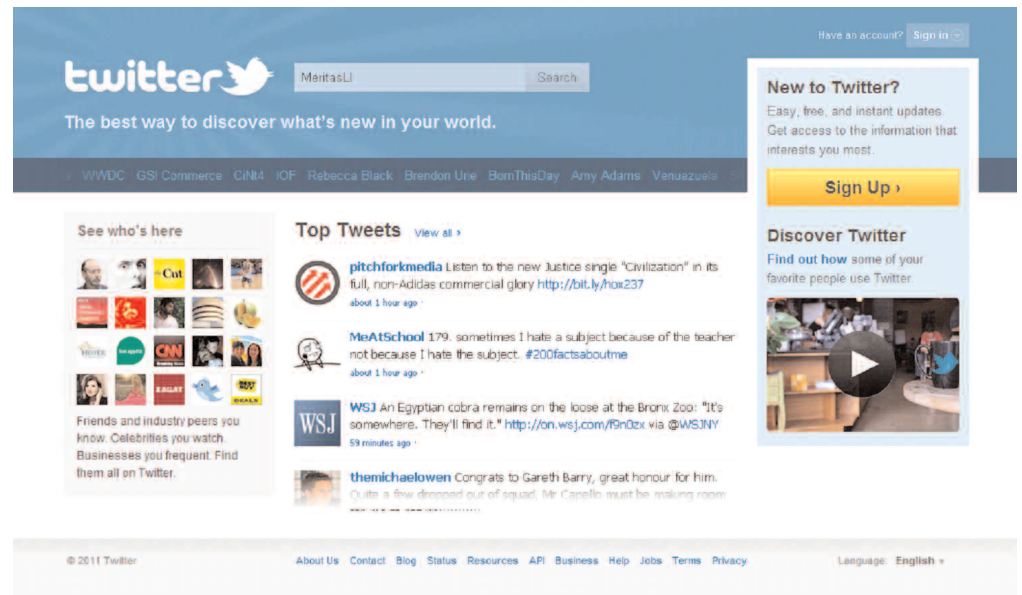 Have an account? Sign in
twitter
MeritasLI
Search
The best way to discover what's new in your world.
WWDC GSI Commerce CiNt4 IOF Rebecca Black Brendon Urie BornThisDay Amy Adams Venuezuela
New to Twitter?
Easy, free, and instant updates.
Get access to the information that
interests you most.
Sign Up ›
Discover Twitter
Find out how some of your
favorite people use Twitter.
See who's here
Cnt
CNN
BEST
BUY
DEALS
Friends and industry peers you
know. Celebrities you watch.
Businesses you frequent. Find
them all on Twitter.
Top Tweets View all ›
pitchforkmedia Listen to the new Justice single "Civilization" in its
full, non-Adidas commercial glory http://bit.ly/hox237
about 1 hour ago
MeAtSchool 179. sometimes I hate a subject because of the teacher
not because I hate the subject. #200factsaboutme
about 1 hour ago
WSJ
WSJ An Egyptian cobra remains on the loose at the Bronx Zoo: "It's
somewhere. They'll find it." http://on.wsj.com/f9n0zx via @WSJNY
59 minutes ago
themichaelowen Congrats to Gareth Barry, great honour for him.
Quite a few dropped out of squad, Mr Capello must be making room
© 2011 Twitter
About Us Contact Blog Status Resources API Business Help Jobs Terms Privacy
Language: English